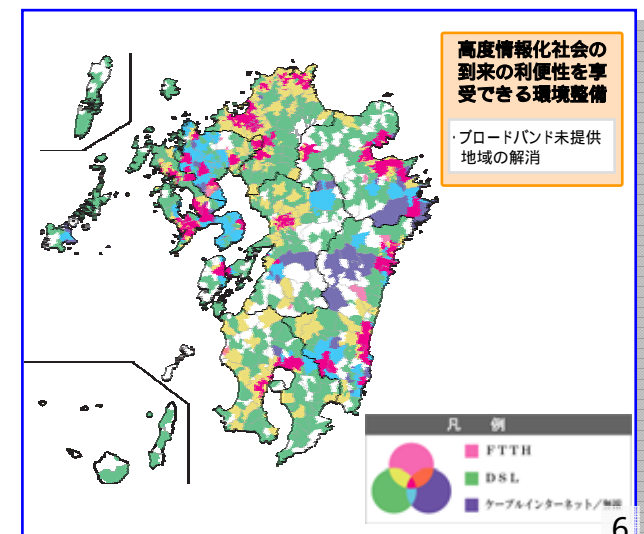 高度情報化社会の
到来の利便性を享
受できる環境整備
・ブロードバンド未提供
地域の解消
凡 例
FTTH
DSL
ケーブルインターネット/無線
6